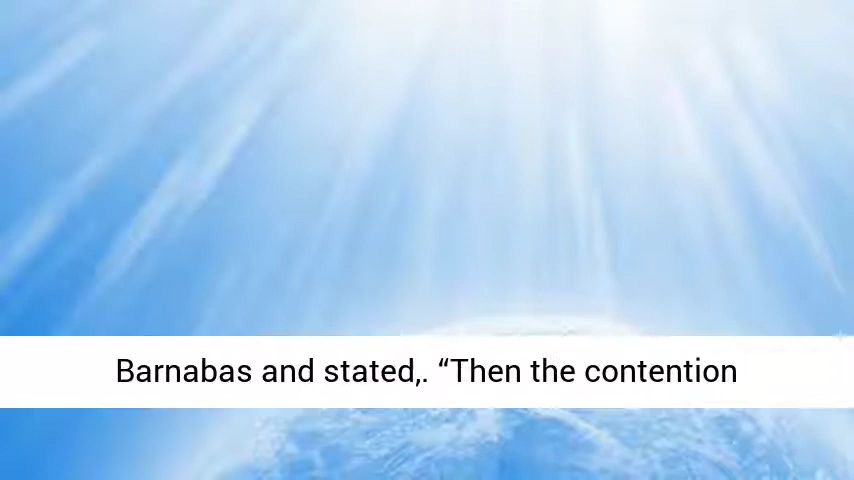 Barnabas and stated,. “Then the contention